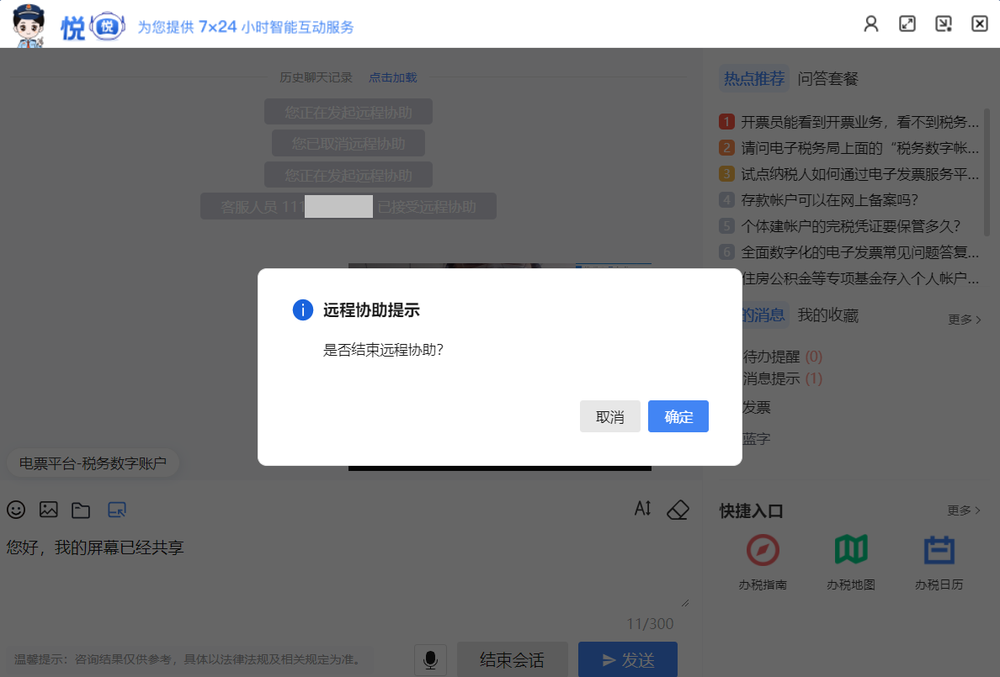 悦 悦 为您提供 7×24 小时智能互动服务
历史聊天记录 点击加载
您正在发起远程协助
您已取消远程协助
您正在发起远程协助
客服人员 111 已接受远程协助
远程协助提示
是否结束远程协助?
取消 确定
电票平台-税务数字账户
您好，我的屏幕已经共享
11/300
温馨提示：咨询结果仅供参考，具体以法律法规及相关规定为准。
结束会话 发送
热点推荐 问答套餐
1 开票员能看到开票业务，看不到税务...
2 请问电子税务局上面的“税务数字帐...
3 试点纳税人如何通过电子发票服务平...
4 存款帐户可以在网上备案吗?
5 个体建帐户的完税凭证要保管多久?
6 全面数字化的电子发票常见问题答复...
住房公积金等专项基金存入个人帐户...
的消息 我的收藏 更多
待办提醒 (0)
消息提示 (1)
发票
蓝字
快捷入口 更多
办税指南 办税地图 办税日历